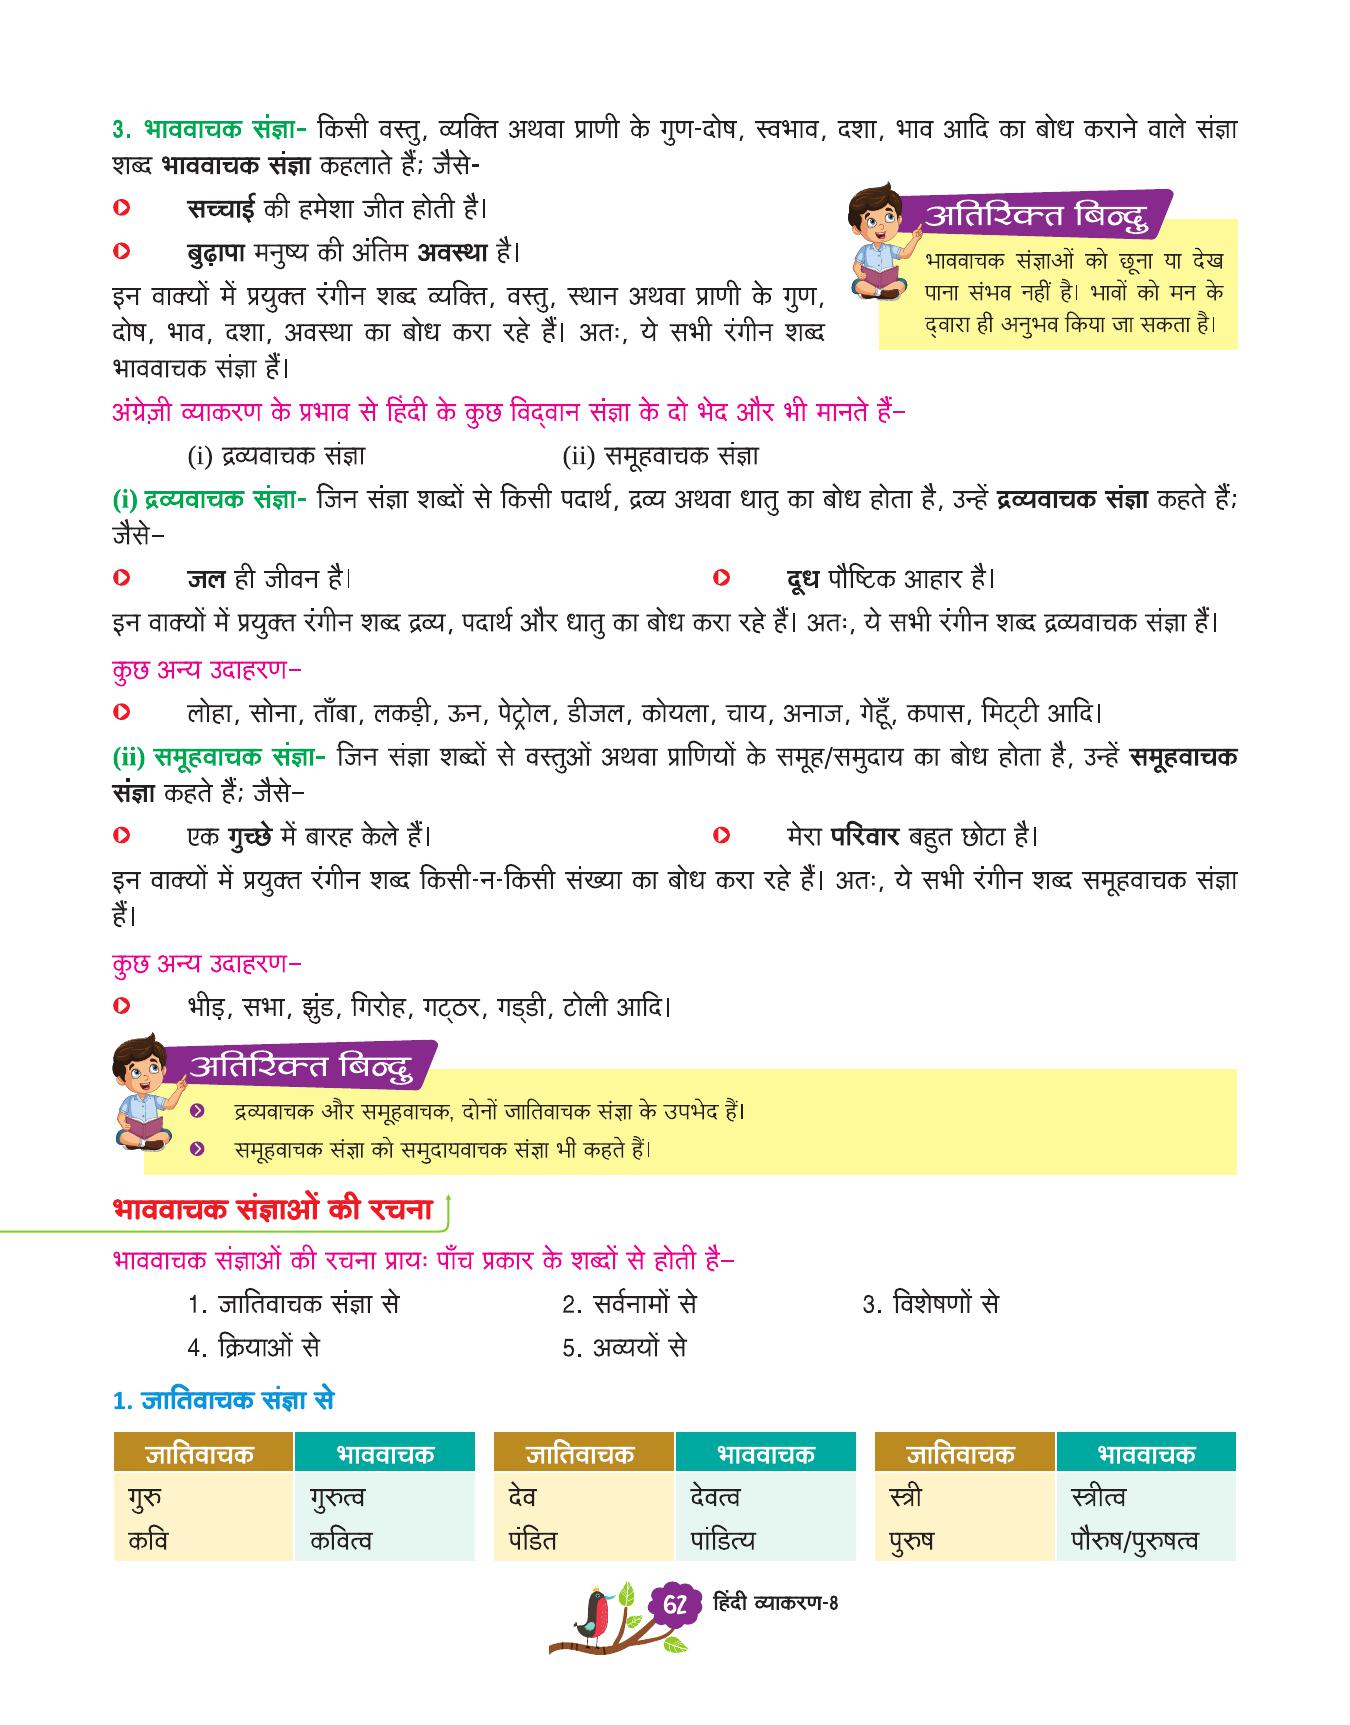 3. भाववाचक संज्ञा- किसी वस्तु, व्यक्ति अथवा प्राणी के गुण-दोष, स्वभाव, दशा, भाव आदि का बोध कराने वाले संज्ञा
शब्द भाववाचक संज्ञा कहलाते हैं; जैसे-
सच्चाई की हमेशा जीत होती है।
बुढ़ापा मनुष्य की अंतिम अवस्था है।
इन वाक्यों में प्रयुक्त रंगीन शब्द व्यक्ति, वस्तु, स्थान अथवा प्राणी के गुण,
दोष, भाव, दशा, अवस्था का बोध करा रहे हैं। अतः, ये सभी रंगीन शब्द
भाववाचक संज्ञा हैं।
अतिरिक्त बिन्दु
भाववाचक संज्ञाओं को छूना या देख
पाना संभव नहीं है। भावों को मन के
द्‌वारा ही अनुभव किया जा सकता है।
अंग्रेज़ी व्याकरण के प्रभाव से हिंदी के कुछ विद्‌वान संज्ञा के दो भेद और भी मानते हैं–
(i) द्रव्यवाचक संज्ञा (ii) समूहवाचक संज्ञा
(i) द्रव्यवाचक संज्ञा- जिन संज्ञा शब्दों से किसी पदार्थ, द्रव्य अथवा धातु का बोध होता है, उन्हें द्रव्यवाचक संज्ञा कहते हैं;
जैसे–
जल ही जीवन है। दूध पौष्टिक आहार है।
इन वाक्यों में प्रयुक्त रंगीन शब्द द्रव्य, पदार्थ और धातु का बोध करा रहे हैं। अतः, ये सभी रंगीन शब्द द्रव्यवाचक संज्ञा हैं।
कुछ अन्य उदाहरण–
लोहा, सोना, ताँबा, लकड़ी, ऊन, पेट्रोल, डीजल, कोयला, चाय, अनाज, गेहूँ, कपास, मिट्‌टी आदि।
(ii) समूहवाचक संज्ञा- जिन संज्ञा शब्दों से वस्तुओं अथवा प्राणियों के समूह/समुदाय का बोध होता है, उन्हें समूहवाचक
संज्ञा कहते हैं; जैसे–
एक गुच्छे में बारह केले हैं। मेरा परिवार बहुत छोटा है।
इन वाक्यों में प्रयुक्त रंगीन शब्द किसी-न-किसी संख्या का बोध करा रहे हैं। अतः, ये सभी रंगीन शब्द समूहवाचक संज्ञा
हैं।
कुछ अन्य उदाहरण–
भीड़, सभा, झुंड, गिरोह, गट्‌ठर, गड्‌डी, टोली आदि।
अतिरिक्त बिन्दु
द्रव्यवाचक और समूहवाचक, दोनों जातिवाचक संज्ञा के उपभेद हैं।
समूहवाचक संज्ञा को समुदायवाचक संज्ञा भी कहते हैं।
भाववाचक संज्ञाओं की रचना
भाववाचक संज्ञाओं की रचना प्रायः पाँच प्रकार के शब्दों से होती है–
1. जातिवाचक संज्ञा से 2. सर्वनामों से 3. विशेषणों से
4. क्रियाओं से 5. अव्ययों से
1. जातिवाचक संज्ञा से
जातिवाचक भाववाचक जातिवाचक भाववाचक जातिवाचक भाववाचक
गुरु गुरुत्व देव देवत्व स्त्री स्त्रीत्व
कवि कवित्व पंडित पांडित्य पुरुष पौरुष/पुरुषत्व
62 हिंदी व्याकरण-8